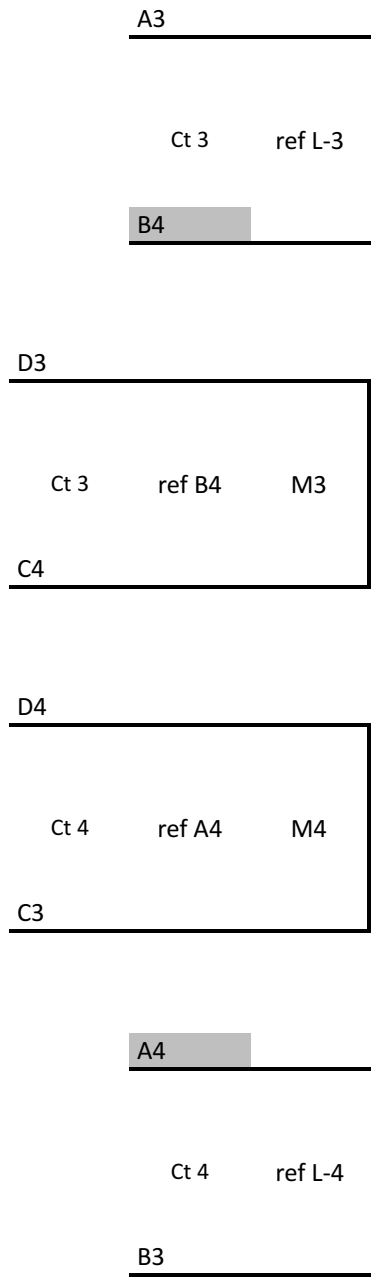 A3
Ct 3 ref L-3
B4
D3
Ct 3 ref B4 M3
C4
D4
Ct 4 ref A4 M4
C3
A4
Ct 4 ref L-4
B3